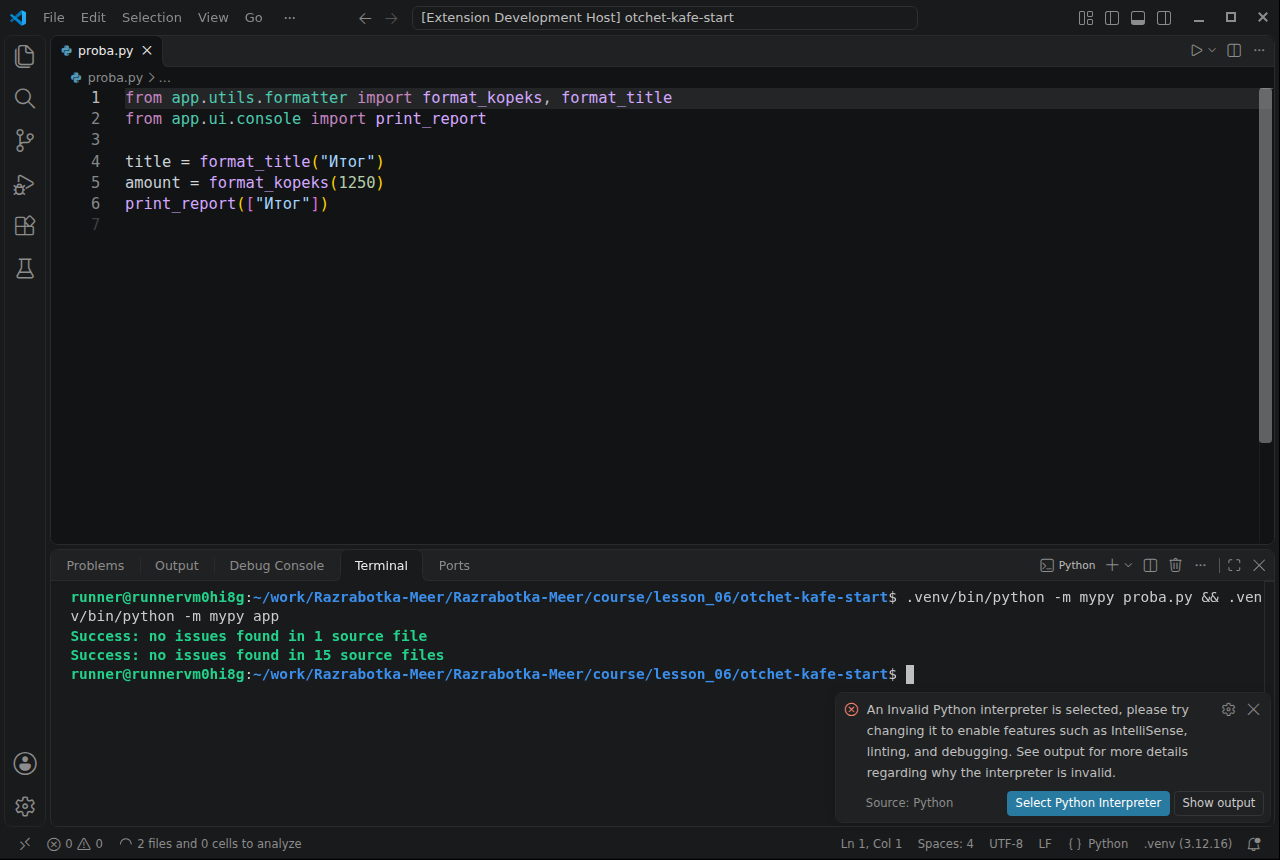 File Edit Selection View Go ··· [Extension Development Host] otchet-kafe-start
proba.py
proba.py > ...
1 from app.utils.formatter import format_kopeks, format_title
2 from app.ui.console import print_report
3
4 title = format_title("Итог")
5 amount = format_kopeks(1250)
6 print_report(["Итог"])
7
Problems Output Debug Console Terminal Ports Python
runner@runnervm0hi8g:~/work/Razrabotka-Meer/Razrabotka-Meer/course/lesson_06/otchet-kafe-start$ .venv/bin/python -m mypy proba.py && .ven
v/bin/python -m mypy app
Success: no issues found in 1 source file
Success: no issues found in 15 source files
runner@runnervm0hi8g:~/work/Razrabotka-Meer/Razrabotka-Meer/course/lesson_06/otchet-kafe-start$
An Invalid Python interpreter is selected, please try
changing it to enable features such as IntelliSense,
linting, and debugging. See output for more details
regarding why the interpreter is invalid.
Source: Python Select Python Interpreter Show output
0 0 2 files and 0 cells to analyze Ln 1, Col 1 Spaces: 4 UTF-8 LF { } Python .venv (3.12.16)